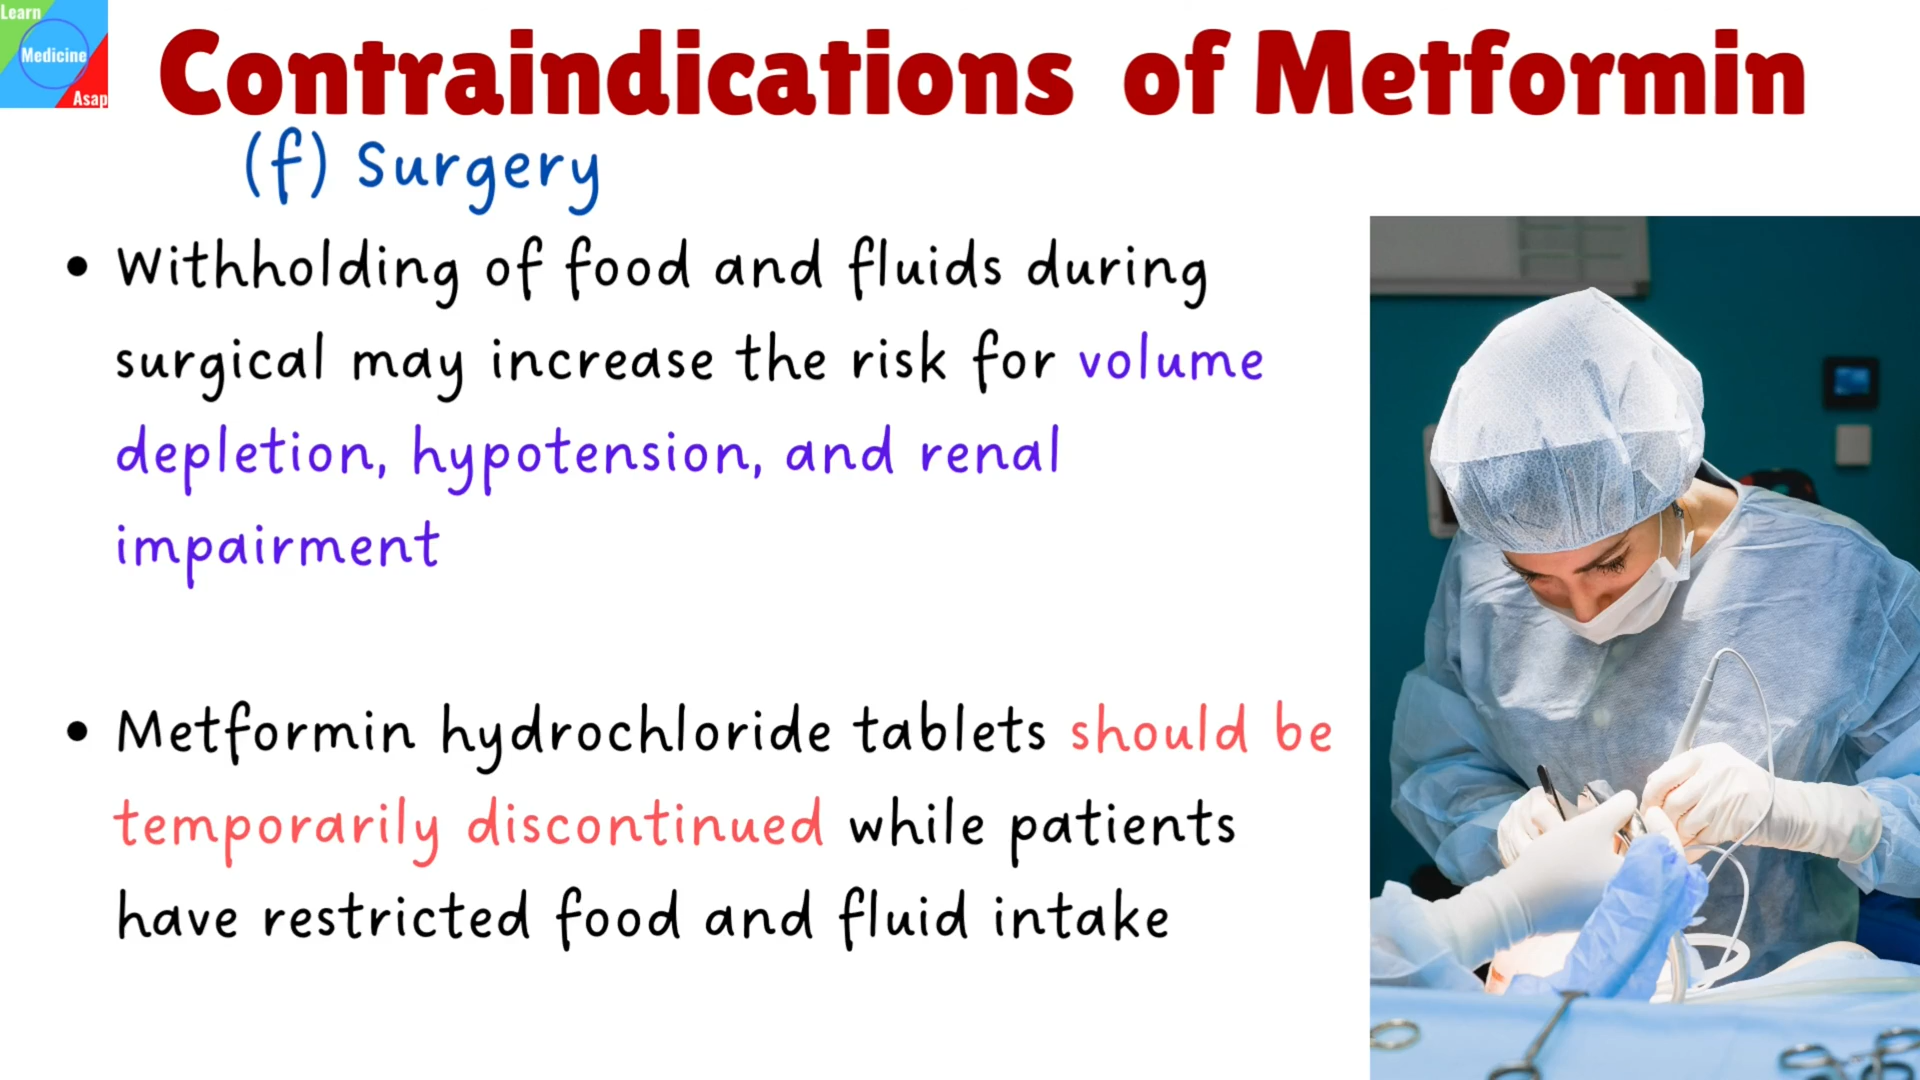 Learn
Medicine
Asap
Contraindications of Metformin
(f) Surgery
• Withholding of food and fluids during
surgical may increase the risk for volume
depletion, hypotension, and renal
impairment
• Metformin hydrochloride tablets should be
temporarily discontinued while patients
have restricted food and fluid intake